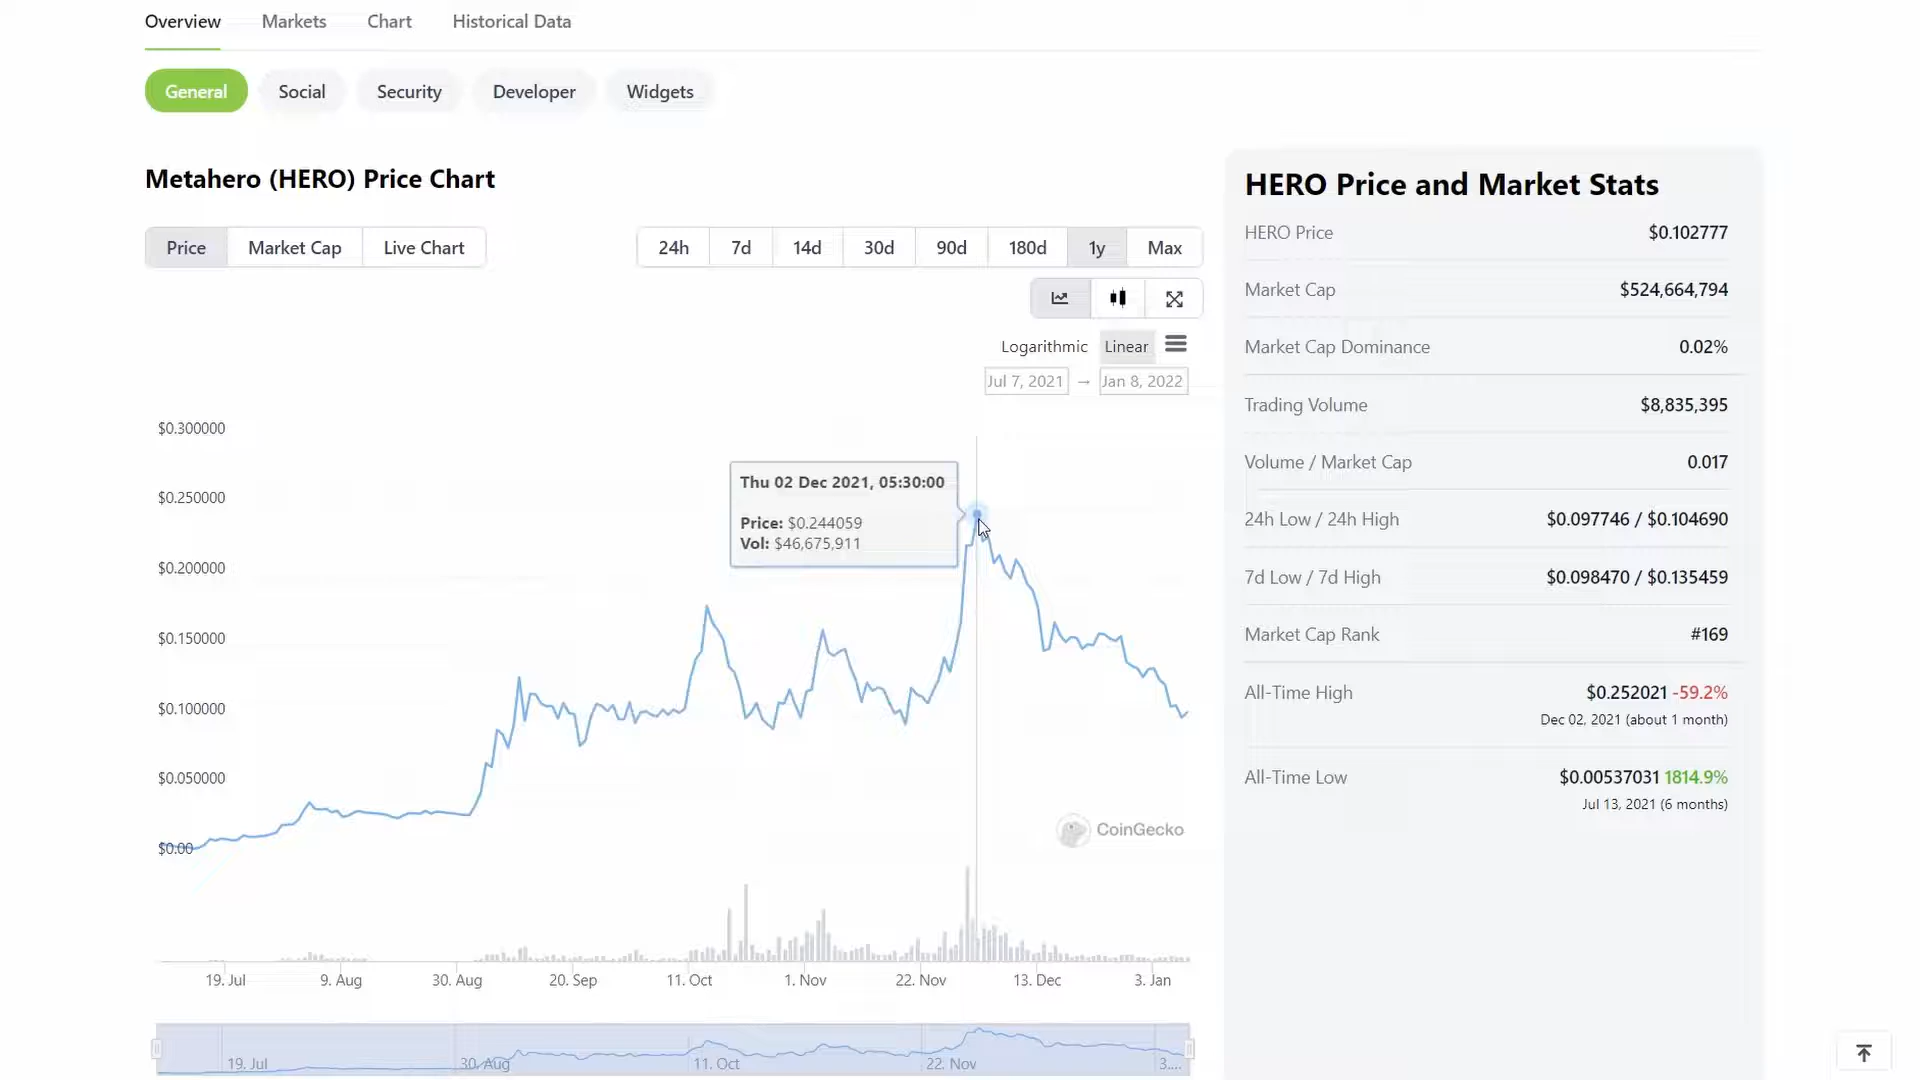 Overview Markets Chart Historical Data
General Social Security Developer Widgets
Metahero (HERO) Price Chart
Price Market Cap Live Chart
24h 7d 14d 30d 90d 180d 1y Max
Logarithmic Linear
Jul 7, 2021 → Jan 8, 2022
$0.300000
$0.250000
$0.200000
$0.150000
$0.100000
$0.050000
$0.00
Thu 02 Dec 2021, 05:30:00
Price: $0.244059
Vol: $46,675,911
CoinGecko
19. Jul 9. Aug 30. Aug 20. Sep 11. Oct 1. Nov 22. Nov 13. Dec 3. Jan
19. Jul 30. Aug 11. Oct 22. Nov 3....
HERO Price and Market Stats
HERO Price $0.102777
Market Cap $524,664,794
Market Cap Dominance 0.02%
Trading Volume $8,835,395
Volume / Market Cap 0.017
24h Low / 24h High $0.097746 / $0.104690
7d Low / 7d High $0.098470 / $0.135459
Market Cap Rank #169
All-Time High $0.252021 -59.2%
Dec 02, 2021 (about 1 month)
All-Time Low $0.00537031 1814.9%
Jul 13, 2021 (6 months)